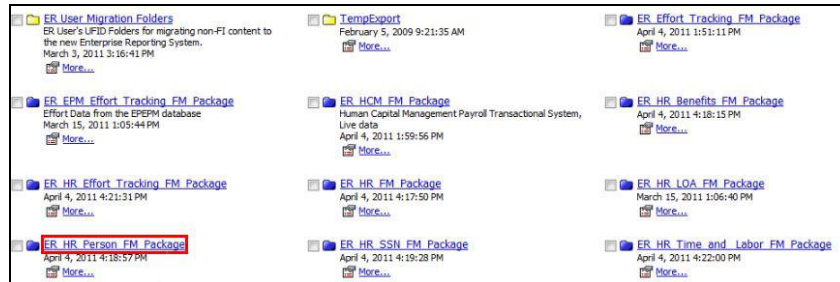 ER User Migration Folders
ER User's UFID Folders for migrating non-FI content to
the new Enterprise Reporting System.
March 3, 2011 3:16:41 PM
More...
TempExport
February 5, 2009 9:21:35 AM
More...
ER Effort Tracking FM Package
April 4, 2011 1:51:11 PM
More...
ER EPM Effort Tracking FM Package
Effort Data from the EPEPM database
March 15, 2011 1:05:44 PM
More...
ER HCM FM Package
Human Capital Management Payroll Transactional System,
Live data
April 4, 2011 1:59:56 PM
More...
ER HR Benefits FM Package
April 4, 2011 4:18:15 PM
More...
ER HR Effort Tracking FM Package
April 4, 2011 4:21:31 PM
More...
ER HR FM Package
April 4, 2011 4:17:50 PM
More...
ER HR LOA FM Package
March 15, 2011 1:06:40 PM
More...
ER HR Person FM Package
April 4, 2011 4:18:57 PM
More...
ER HR SSN FM Package
April 4, 2011 4:19:28 PM
More...
ER HR Time and Labor FM Package
April 4, 2011 4:22:00 PM
More...